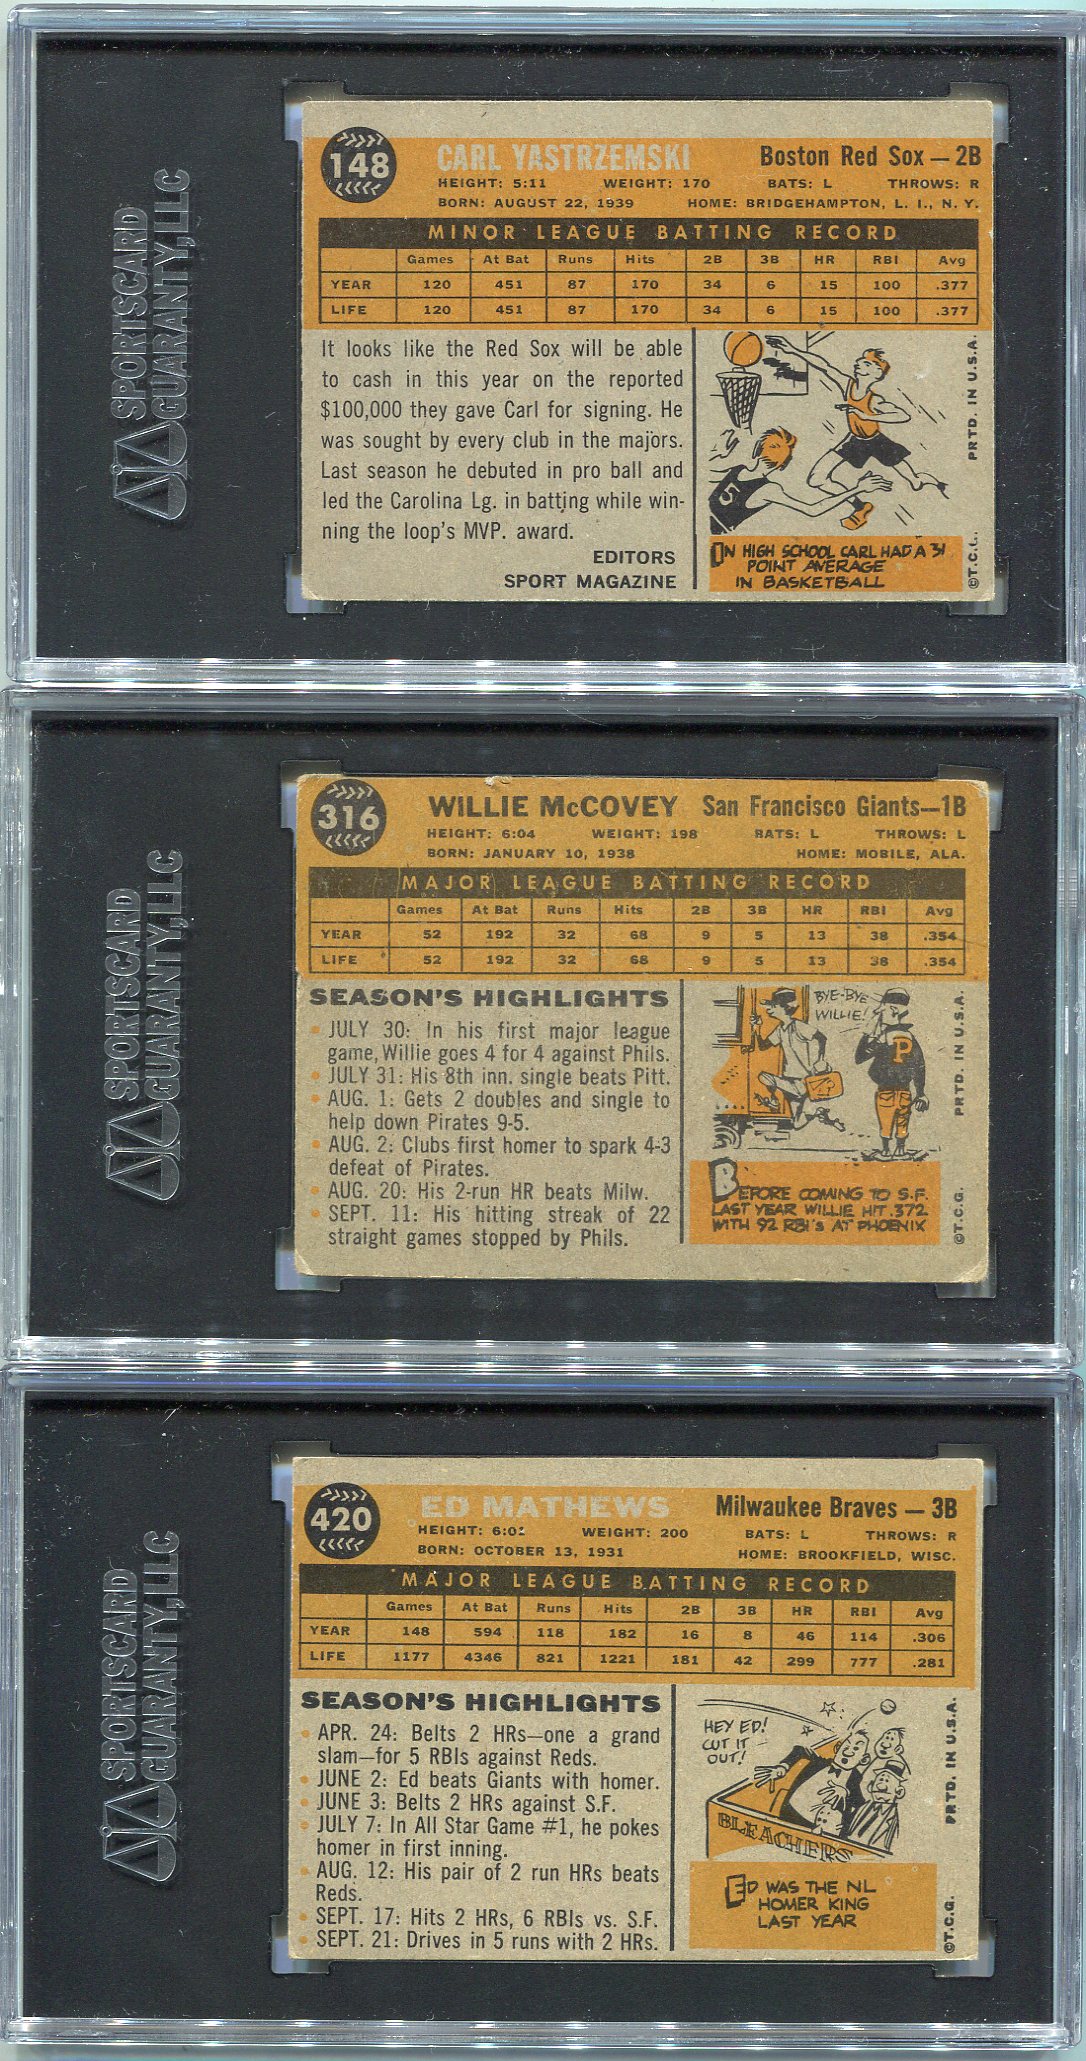 SPORTSCARD
GUARANTY, LLC
148
CARL YASTRZEMSKI Boston Red Sox — 2B
HEIGHT: 5:11 WEIGHT: 170 BATS: L THROWS: R
BORN: AUGUST 22, 1939 HOME: BRIDGEHAMPTON, L. I., N. Y.
MINOR LEAGUE BATTING RECORD
Games At Bat Runs Hits 2B 3B HR RBI Avg
YEAR 120 451 87 170 34 6 15 100 .377
LIFE 120 451 87 170 34 6 15 100 .377
It looks like the Red Sox will be able
to cash in this year on the reported
$100,000 they gave Carl for signing. He
was sought by every club in the majors.
Last season he debuted in pro ball and
led the Carolina Lg. in batting while win-
ning the loop's MVP. award.
EDITORS
SPORT MAGAZINE
5
IN HIGH SCHOOL CARL HAD A 31
POINT AVERAGE
IN BASKETBALL
PRTD. IN U.S.A.
©T.C.G.
SPORTSCARD
GUARANTY, LLC
316
WILLIE McCOVEY San Francisco Giants—1B
HEIGHT: 6:04 WEIGHT: 198 BATS: L THROWS: L
BORN: JANUARY 10, 1938 HOME: MOBILE, ALA.
MAJOR LEAGUE BATTING RECORD
Games At Bat Runs Hits 2B 3B HR RBI Avg
YEAR 52 192 32 68 9 5 13 38 .354
LIFE 52 192 32 68 9 5 13 38 .354
SEASON'S HIGHLIGHTS
• JULY 30: In his first major league
game, Willie goes 4 for 4 against Phils.
• JULY 31: His 8th inn. single beats Pitt.
• AUG. 1: Gets 2 doubles and single to
help down Pirates 9-5.
• AUG. 2: Clubs first homer to spark 4-3
defeat of Pirates.
• AUG. 20: His 2-run HR beats Milw.
• SEPT. 11: His hitting streak of 22
straight games stopped by Phils.
BYE-BYE
WILLIE!
P
BEFORE COMING TO S.F.
LAST YEAR WILLIE HIT .372
WITH 92 RBI'S AT PHOENIX
PRTD. IN U.S.A.
©T.C.G.
SPORTSCARD
GUARANTY, LLC
420
ED MATHEWS Milwaukee Braves — 3B
HEIGHT: 6:01 WEIGHT: 200 BATS: L THROWS: R
BORN: OCTOBER 13, 1931 HOME: BROOKFIELD, WISC.
MAJOR LEAGUE BATTING RECORD
Games At Bat Runs Hits 2B 3B HR RBI Avg
YEAR 148 594 118 182 16 8 46 114 .306
LIFE 1177 4346 821 1221 181 42 299 777 .281
SEASON'S HIGHLIGHTS
• APR. 24: Belts 2 HRs—one a grand
slam—for 5 RBIs against Reds.
• JUNE 2: Ed beats Giants with homer.
• JUNE 3: Belts 2 HRs against S.F.
• JULY 7: In All Star Game #1, he pokes
homer in first inning.
• AUG. 12: His pair of 2 run HRs beats
Reds.
• SEPT. 17: Hits 2 HRs, 6 RBIs vs. S.F.
• SEPT. 21: Drives in 5 runs with 2 HRs.
HEY ED!
CUT IT
OUT!
BLEACHERS
ED WAS THE NL
HOMER KING
LAST YEAR
PRTD. IN U.S.A.
©T.C.G.